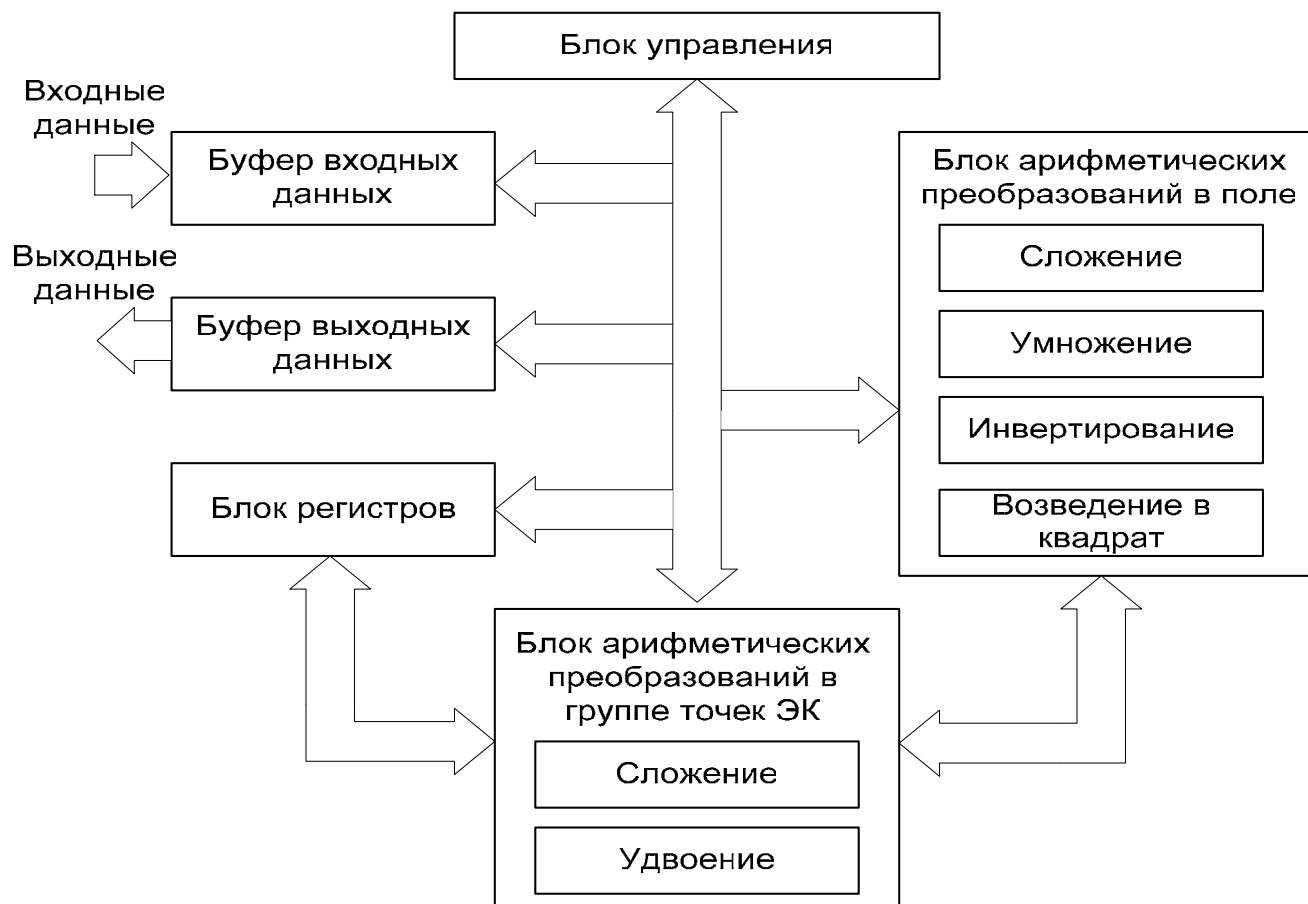 Блок управления
Входные
данные
Буфер входных
данных
Выходные
данные
Буфер выходных
данных
Блок регистров
Блок арифметических
преобразований в поле
Сложение
Умножение
Инвертирование
Возведение в
квадрат
Блок арифметических
преобразований в
группе точек ЭК
Сложение
Удвоение